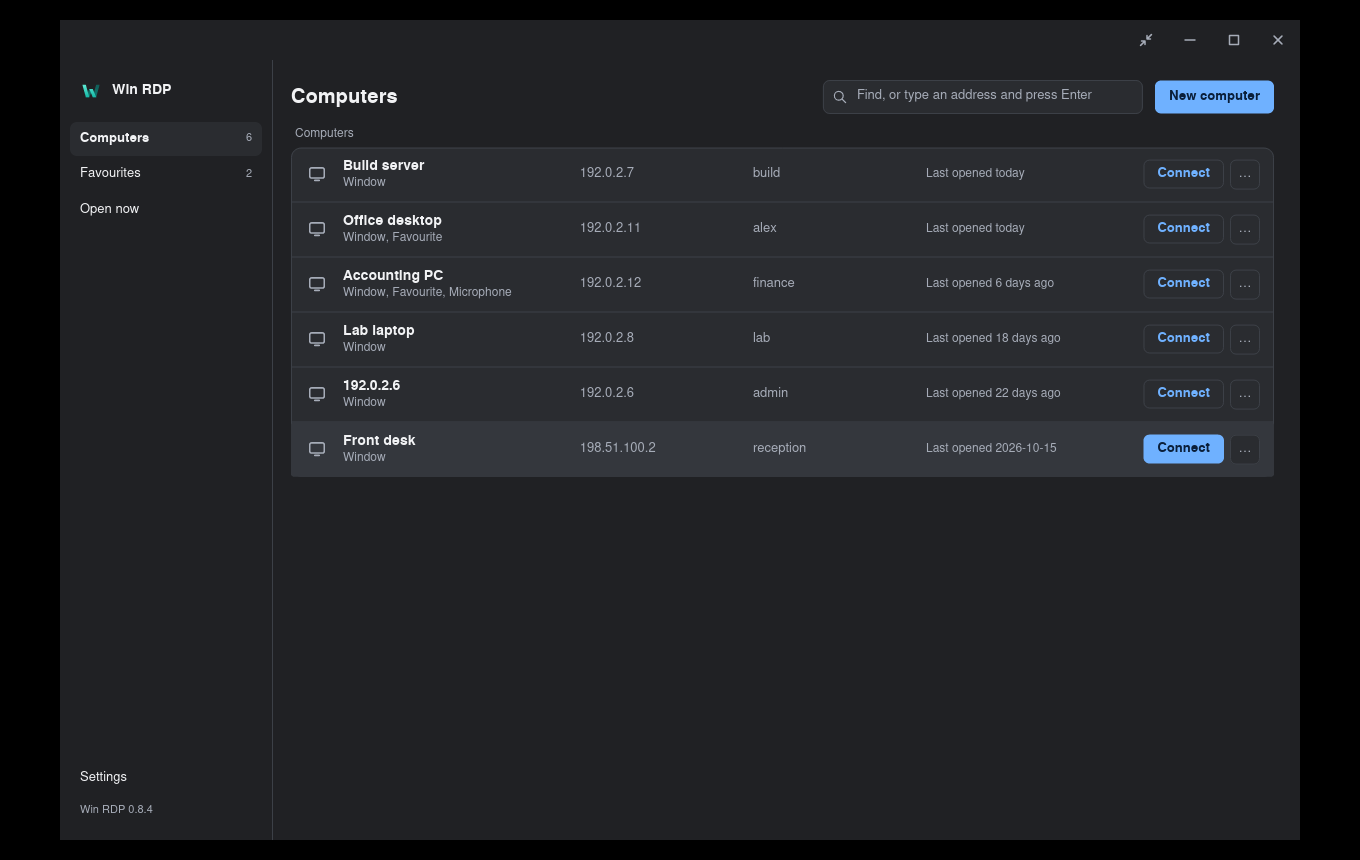 Win RDP
Computers 6
Favourites 2
Open now
Settings
Win RDP 0.8.4
Computers
Find, or type an address and press Enter
New computer
Computers
Build server
Window
192.0.2.7
build
Last opened today
Connect
...
Office desktop
Window, Favourite
192.0.2.11
alex
Last opened today
Connect
...
Accounting PC
Window, Favourite, Microphone
192.0.2.12
finance
Last opened 6 days ago
Connect
...
Lab laptop
Window
192.0.2.8
lab
Last opened 18 days ago
Connect
...
192.0.2.6
Window
192.0.2.6
admin
Last opened 22 days ago
Connect
...
Front desk
Window
198.51.100.2
reception
Last opened 2026-10-15
Connect
...